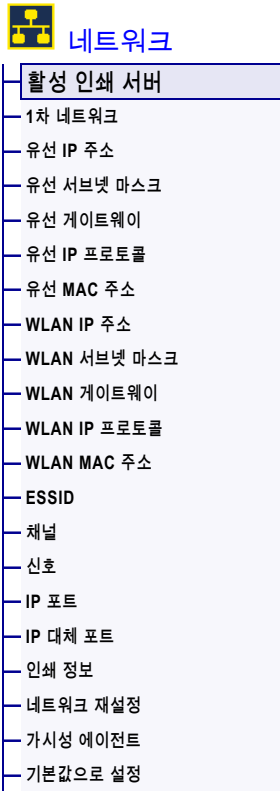 네트워크
활성 인쇄 서버
1차 네트워크
유선 IP 주소
유선 서브넷 마스크
유선 게이트웨이
유선 IP 프로토콜
유선 MAC 주소
WLAN IP 주소
WLAN 서브넷 마스크
WLAN 게이트웨이
WLAN IP 프로토콜
WLAN MAC 주소
ESSID
채널
신호
IP 포트
IP 대체 포트
인쇄 정보
네트워크 재설정
가시성 에이전트
기본값으로 설정